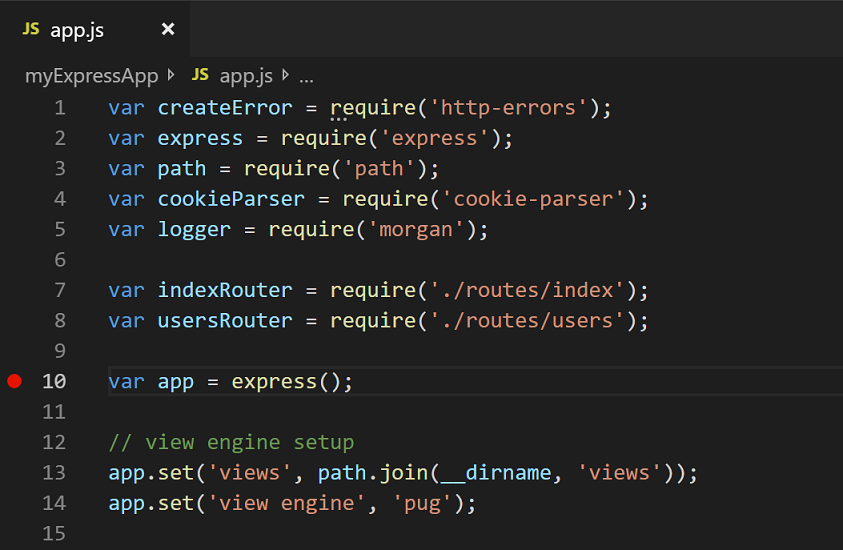 JS app.js ×
myExpressApp JS app.js ...
1 var createError = require('http-errors');
2 var express = require('express');
3 var path = require('path');
4 var cookieParser = require('cookie-parser');
5 var logger = require('morgan');
6
7 var indexRouter = require('./routes/index');
8 var usersRouter = require('./routes/users');
9
10 var app = express();
11
12 // view engine setup
13 app.set('views', path.join(__dirname, 'views'));
14 app.set('view engine', 'pug');
15